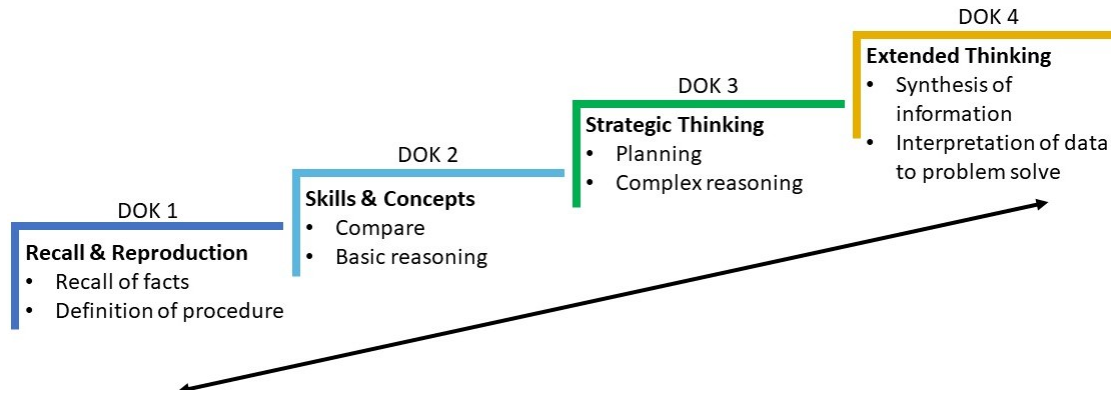 DOK 1
Recall & Reproduction
• Recall of facts
• Definition of procedure
DOK 2
Skills & Concepts
• Compare
• Basic reasoning
DOK 3
Strategic Thinking
• Planning
• Complex reasoning
DOK 4
Extended Thinking
• Synthesis of
information
• Interpretation of data
to problem solve